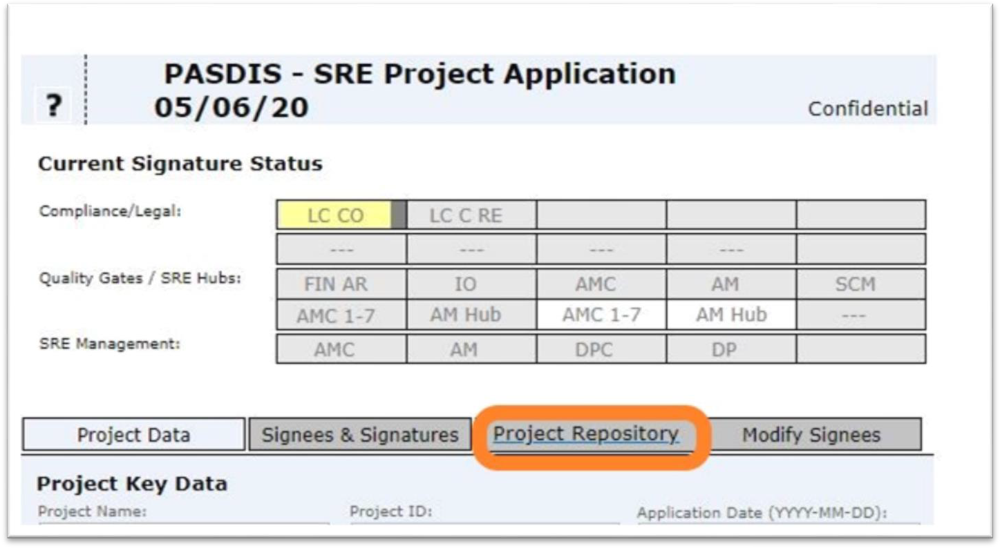 PASDIS - SRE Project Application
? 05/06/20 Confidential
Current Signature Status
Compliance/Legal: LC CO LC C RE
--- --- --- ---
Quality Gates / SRE Hubs: FIN AR IO AMC AM SCM
AMC 1-7 AM Hub AMC 1-7 AM Hub ---
SRE Management: AMC AM DPC DP
Project Data Signees & Signatures Project Repository Modify Signees
Project Key Data
Project Name: Project ID: Application Date (YYYY-MM-DD):